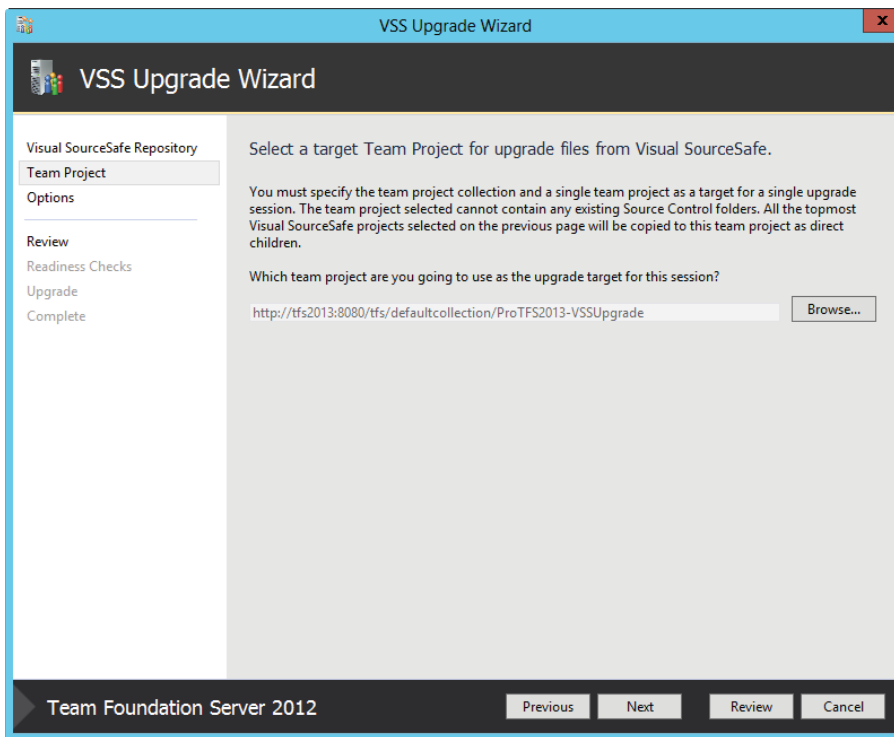 VSS Upgrade Wizard
x
VSS Upgrade Wizard
Visual SourceSafe Repository
Team Project
Options
Review
Readiness Checks
Upgrade
Complete
Select a target Team Project for upgrade files from Visual SourceSafe.
You must specify the team project collection and a single team project as a target for a single upgrade
session. The team project selected cannot contain any existing Source Control folders. All the topmost
Visual SourceSafe projects selected on the previous page will be copied to this team project as direct
children.
Which team project are you going to use as the upgrade target for this session?
http://tfs2013:8080/tfs/defaultcollection/ProTFS2013-VSSUpgrade
Browse...
Team Foundation Server 2012
Previous
Next
Review
Cancel